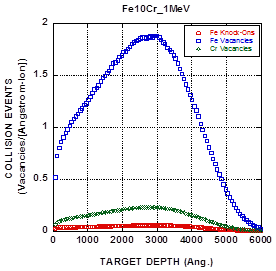 Fe10Cr_1MeV
Fe Knock-Ons
Fe Vacancies
Cr Vacancies
2
1.5
1
0.5
0
COLLISION EVENTS
(Vacancies/[Angstrom-Ion])
0 1000 2000 3000 4000 5000 6000
TARGET DEPTH (Ang.)